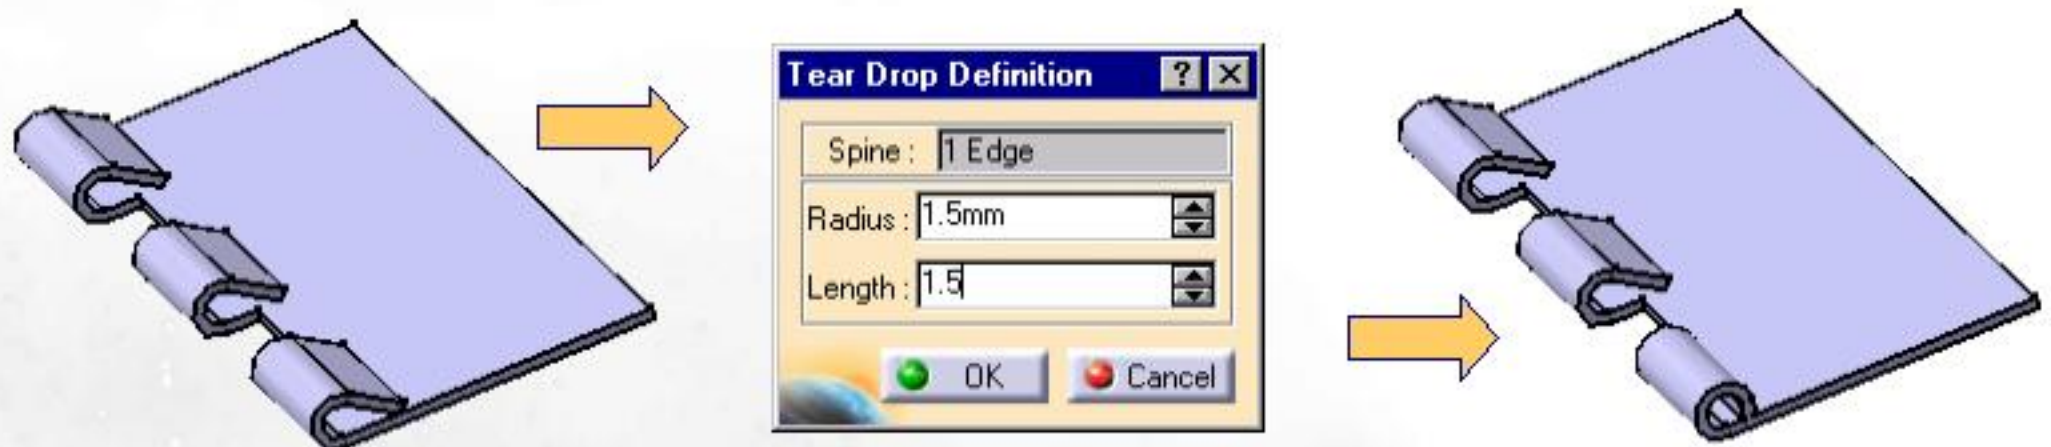 Tear Drop Definition ? X
Spine : 1 Edge
Radius : 1.5mm
Length : 1.5
OK Cancel